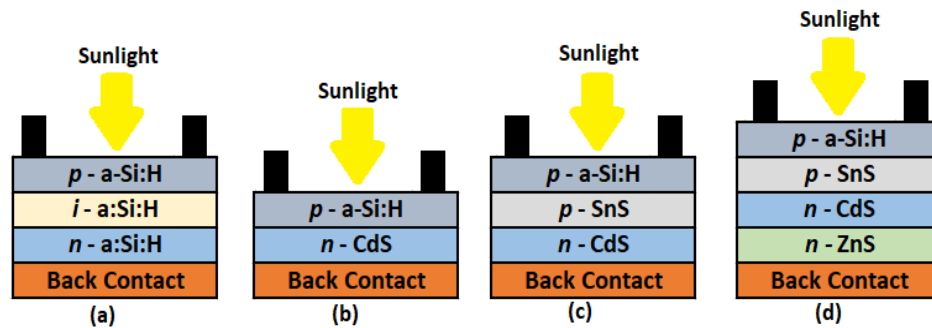 Sunlight
p - a-Si:H
i - a:Si:H
n - a:Si:H
Back Contact
(a)
Sunlight
p - a-Si:H
n - CdS
Back Contact
(b)
Sunlight
p - a-Si:H
p - SnS
n - CdS
Back Contact
(c)
Sunlight
p - a-Si:H
p - SnS
n - CdS
n - ZnS
Back Contact
(d)